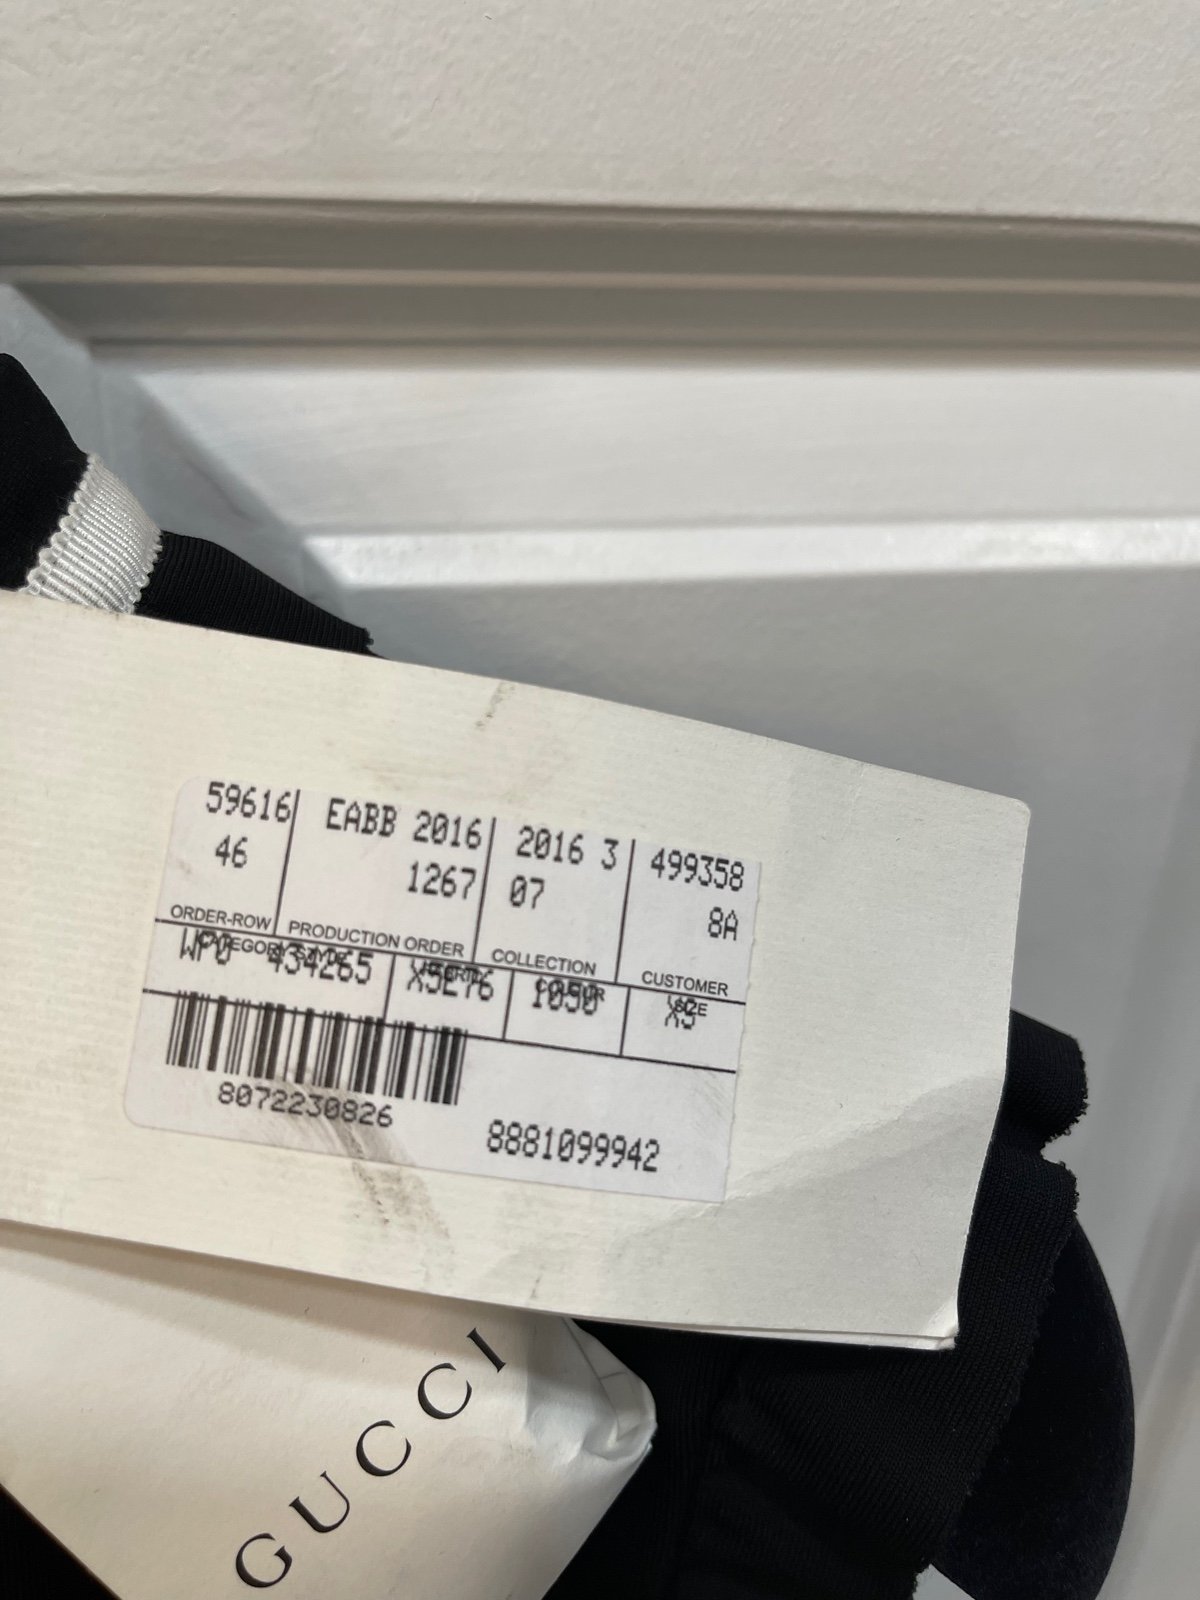 59616 EABB 2016 2016 3 499358
46 1267 07 8A
ORDER-ROW PRODUCTION ORDER COLLECTION CUSTOMER
WP0 434265 X5E76 1050 XS
SIZE
8072230826
8881099942
GUCCI